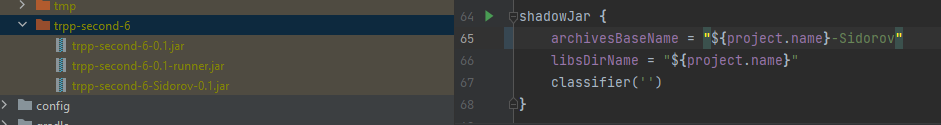 tmp
trpp-second-6
trpp-second-6-0.1.jar
trpp-second-6-0.1-runner.jar
trpp-second-6-Sidorov-0.1.jar
config
64 shadowJar {
65 archivesBaseName = "${project.name}-Sidorov"
66 libsDirName = "${project.name}"
67 classifier('')
68 }